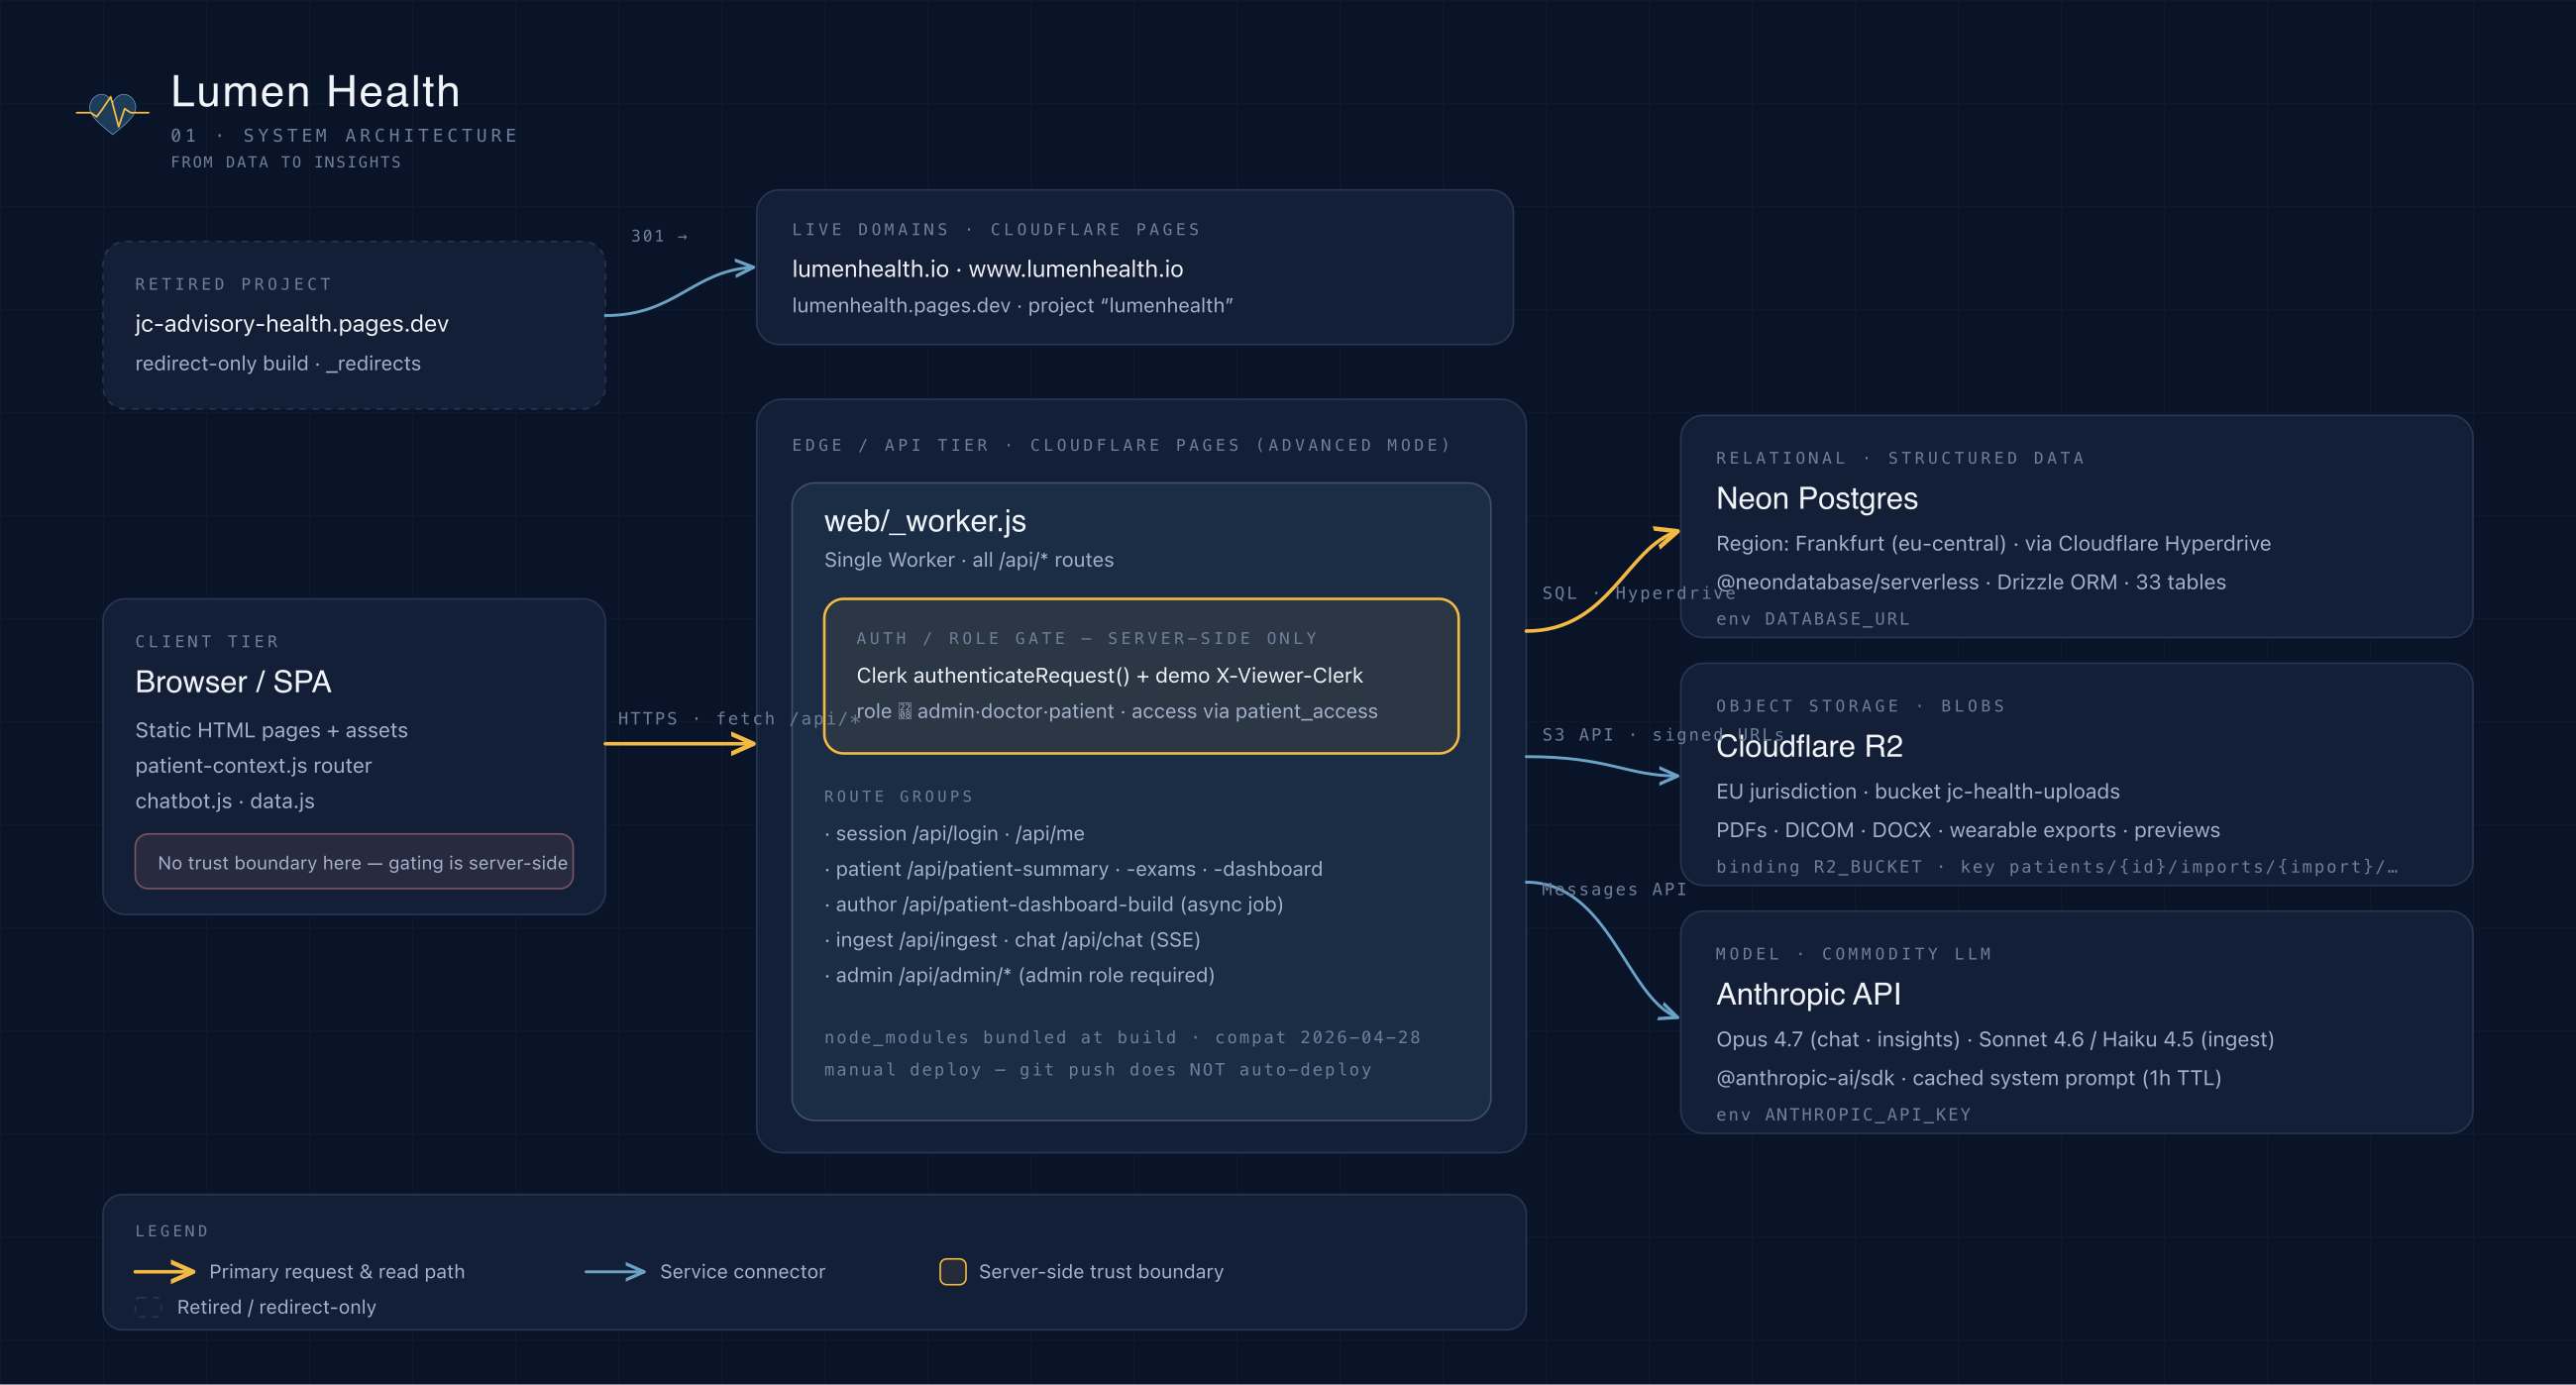 Lumen Health
01 · SYSTEM ARCHITECTURE
FROM DATA TO INSIGHTS
RETIRED PROJECT
jc-advisory-health.pages.dev
redirect-only build · _redirects
301 →
LIVE DOMAINS · CLOUDFLARE PAGES
lumenhealth.io · www.lumenhealth.io
lumenhealth.pages.dev · project “lumenhealth”
CLIENT TIER
Browser / SPA
Static HTML pages + assets
patient-context.js router
chatbot.js · data.js
No trust boundary here — gating is server-side
HTTPS · fetch /api/*
EDGE / API TIER · CLOUDFLARE PAGES (ADVANCED MODE)
web/_worker.js
Single Worker · all /api/* routes
AUTH / ROLE GATE — SERVER-SIDE ONLY
Clerk authenticateRequest() + demo X-Viewer-Clerk
role admin·doctor·patient · access via patient_access
ROUTE GROUPS
· session /api/login · /api/me
· patient /api/patient-summary · -exams · -dashboard
· author /api/patient-dashboard-build (async job)
· ingest /api/ingest · chat /api/chat (SSE)
· admin /api/admin/* (admin role required)
node_modules bundled at build · compat 2026-04-28
manual deploy — git push does NOT auto-deploy
SQL · Hyperdrive
S3 API · signed URLs
Messages API
RELATIONAL · STRUCTURED DATA
Neon Postgres
Region: Frankfurt (eu-central) · via Cloudflare Hyperdrive
@neondatabase/serverless · Drizzle ORM · 33 tables
env DATABASE_URL
OBJECT STORAGE · BLOBS
Cloudflare R2
EU jurisdiction · bucket jc-health-uploads
PDFs · DICOM · DOCX · wearable exports · previews
binding R2_BUCKET · key patients/{id}/imports/{import}/…
MODEL · COMMODITY LLM
Anthropic API
Opus 4.7 (chat · insights) · Sonnet 4.6 / Haiku 4.5 (ingest)
@anthropic-ai/sdk · cached system prompt (1h TTL)
env ANTHROPIC_API_KEY
LEGEND
Primary request & read path
Service connector
Server-side trust boundary
Retired / redirect-only